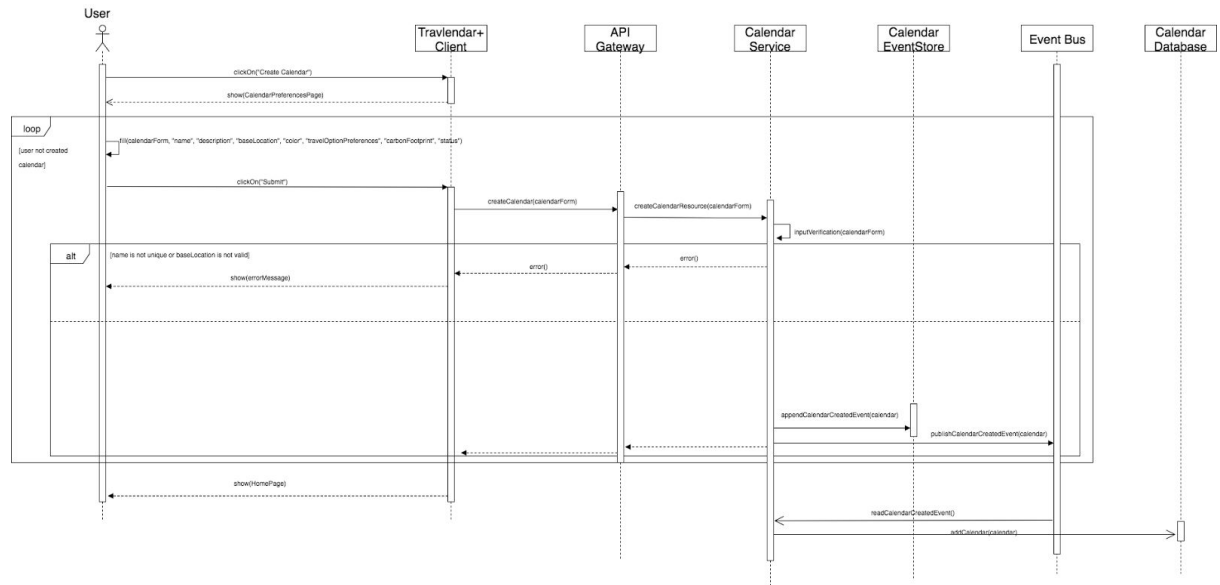 User
Travlendar+
Client
API
Gateway
Calendar
Service
Calendar
EventStore
Event Bus
Calendar
Database
clickOn("Create Calendar")
show(CalendarPreferencesPage)
loop
[user not created
calendar]
fill(calendarForm, "name", "description", "baseLocation", "color", "travelOptionPreferences", "carbonFootprint", "status")
clickOn("Submit")
createCalendar(calendarForm)
createCalendarResource(calendarForm)
inputVerification(calendarForm)
alt
[name is not unique or baseLocation is not valid]
error()
error()
show(errorMessage)
appendCalendarCreatedEvent(calendar)
publishCalendarCreatedEvent(calendar)
show(HomePage)
readCalendarCreatedEvent()
addCalendar(calendar)